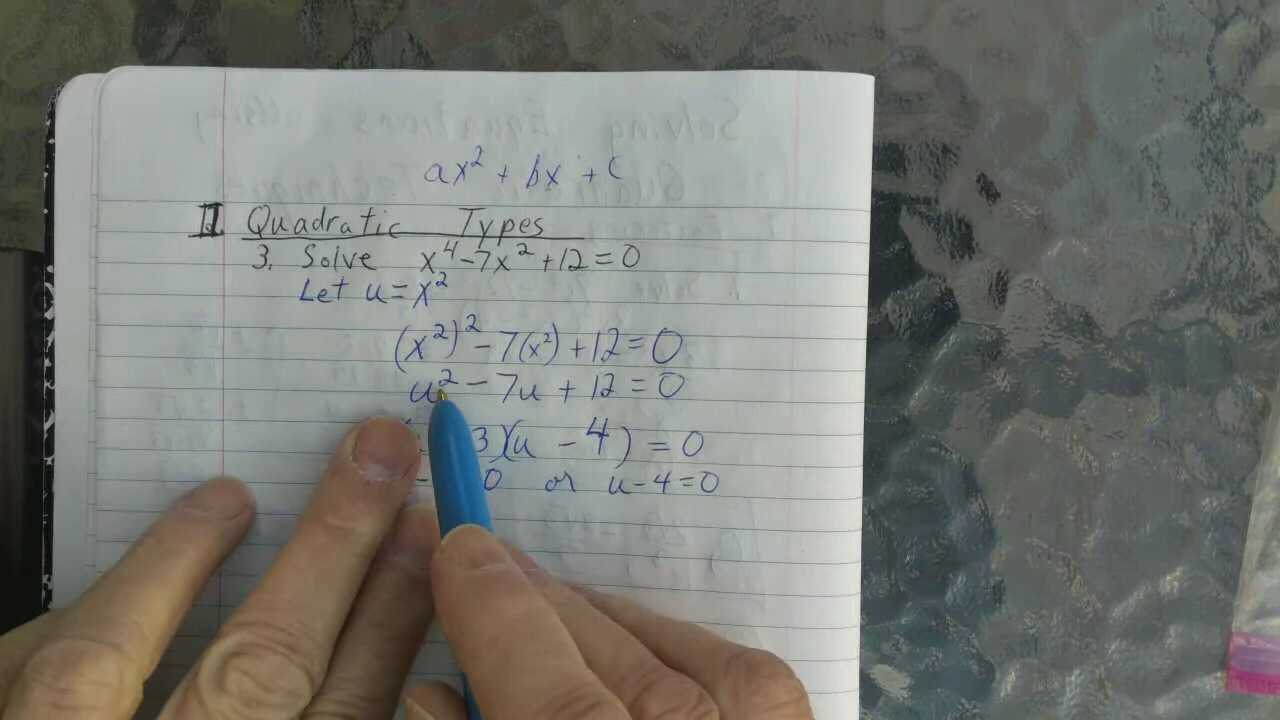 ax² + bx + c
II Quadratic Types
3. Solve x⁴-7x²+12=0
Let u=x²
(x²)²-7(x²)+12=0
u²-7u+12=0
3)(u-4)=0
0 or u-4=0